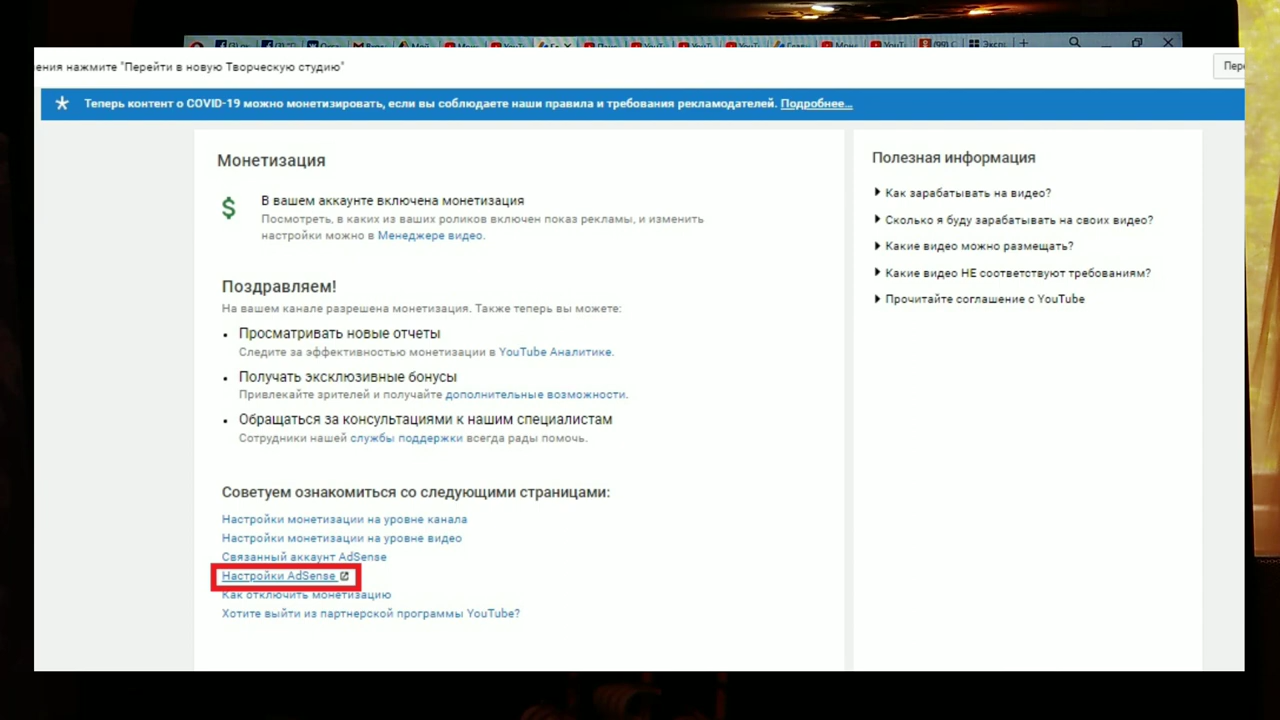 ения нажмите "Перейти в новую Творческую студию"
Теперь контент о COVID-19 можно монетизировать, если вы соблюдаете наши правила и требования рекламодателей. Подробнее...
Монетизация
В вашем аккаунте включена монетизация
Посмотреть, в каких из ваших роликов включен показ рекламы, и изменить
настройки можно в Менеджере видео.
Поздравляем!
На вашем канале разрешена монетизация. Также теперь вы можете:
• Просматривать новые отчеты
Следите за эффективностью монетизации в YouTube Аналитике.
• Получать эксклюзивные бонусы
Привлекайте зрителей и получайте дополнительные возможности.
• Обращаться за консультациями к нашим специалистам
Сотрудники нашей службы поддержки всегда рады помочь.
Советуем ознакомиться со следующими страницами:
Настройки монетизации на уровне канала
Настройки монетизации на уровне видео
Связанный аккаунт AdSense
Настройки AdSense
Как отключить монетизацию
Хотите выйти из партнерской программы YouTube?
Полезная информация
Как зарабатывать на видео?
Сколько я буду зарабатывать на своих видео?
Какие видео можно размещать?
Какие видео НЕ соответствуют требованиям?
Прочитайте соглашение с YouTube